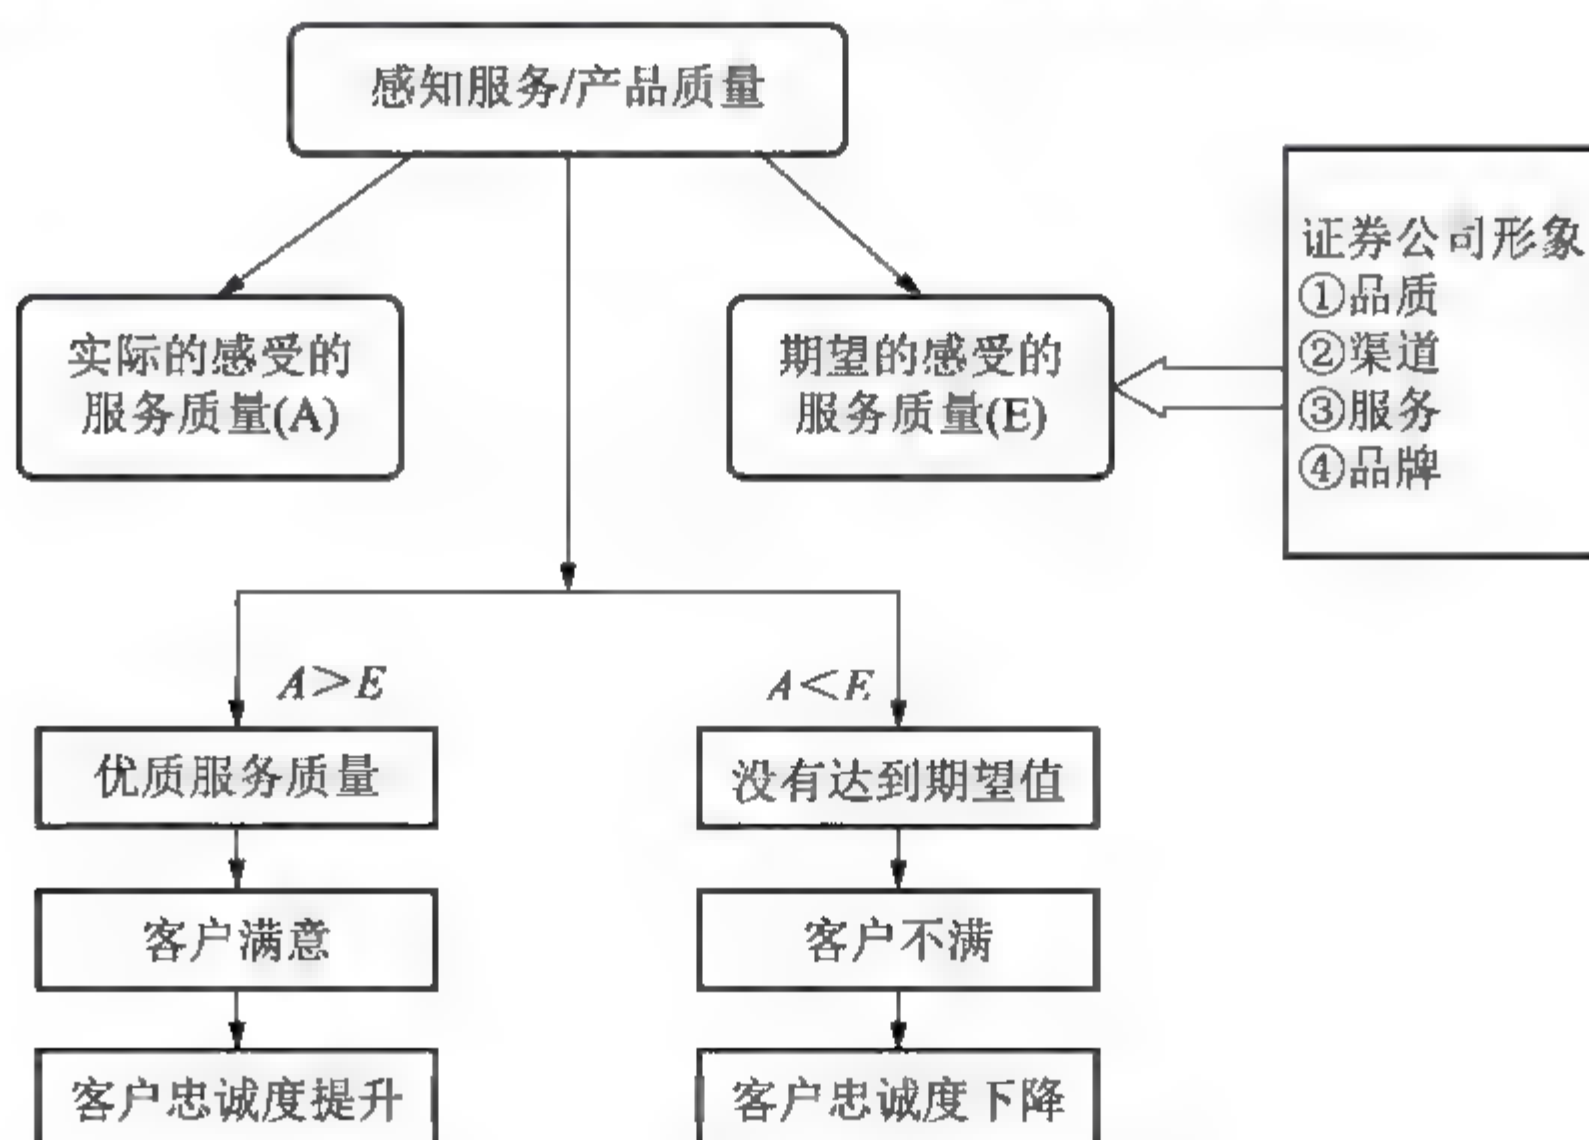 感知服务/产品质量
实际的感受的
服务质量(A)
期望的感受的
服务质量(E)
证券公司形象
①品质
②渠道
③服务
④品牌
A>E
A<E
优质服务质量
没有达到期望值
客户满意
客户不满
客户忠诚度提升
客户忠诚度下降